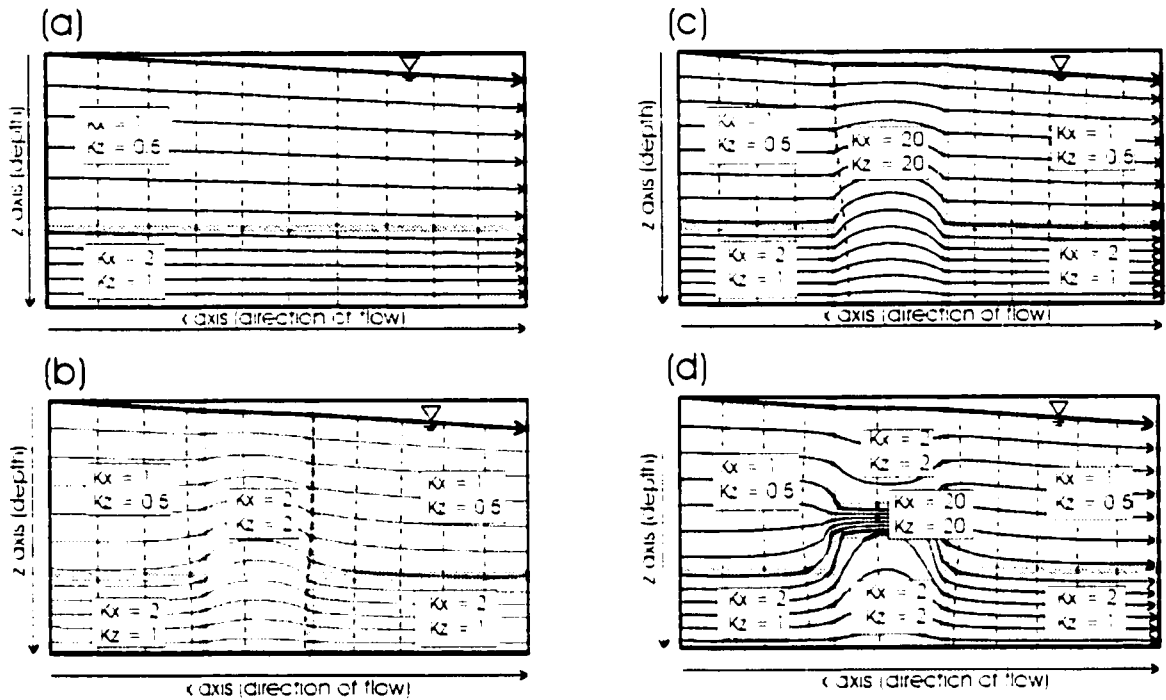 (a)
z axis (depth)
Kx = 1
Kz = 0.5
Kx = 2
Kz = 1
x axis (direction of flow)
(b)
z axis (depth)
Kx = 1
Kz = 0.5
Kx = 2
Kz = 2
Kx = 1
Kz = 0.5
Kx = 2
Kz = 1
Kx = 2
Kz = 1
x axis (direction of flow)
(c)
z axis (depth)
Kx = 1
Kz = 0.5
Kx = 20
Kz = 20
Kx = 1
Kz = 0.5
Kx = 2
Kz = 1
Kx = 2
Kz = 1
x axis (direction of flow)
(d)
z axis (depth)
Kx = 2
Kz = 2
Kx = 1
Kz = 0.5
Kx = 20
Kz = 20
Kx = 1
Kz = 0.5
Kx = 2
Kz = 1
Kx = 2
Kz = 2
Kx = 2
Kz = 1
x axis (direction of flow)